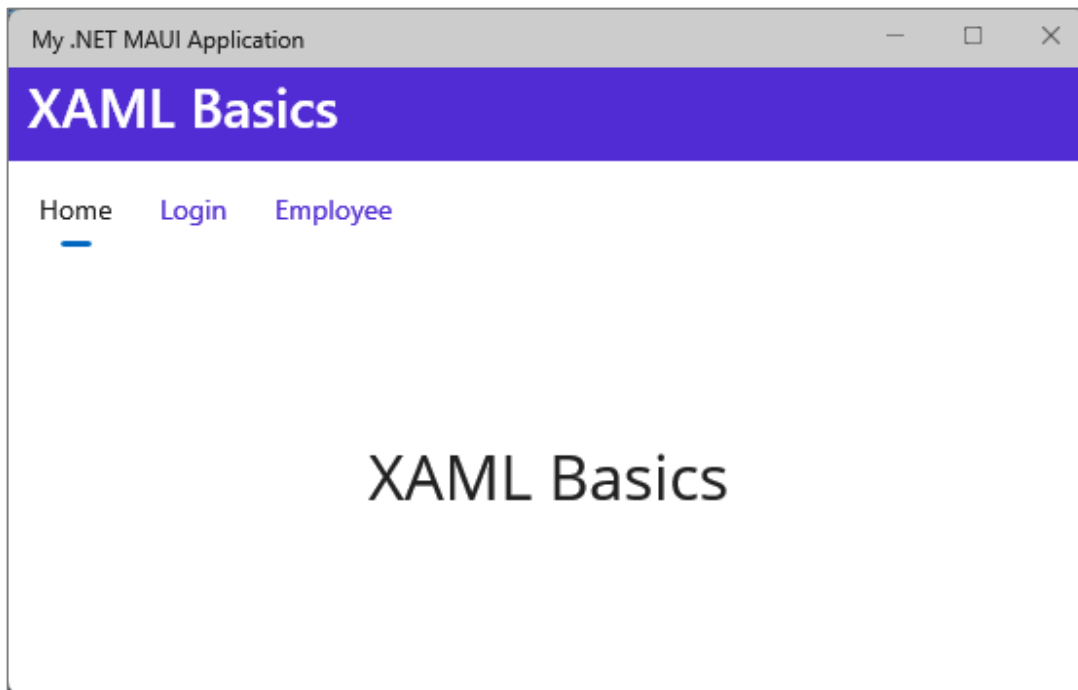 My .NET MAUI Application
XAML Basics
Home Login Employee
XAML Basics